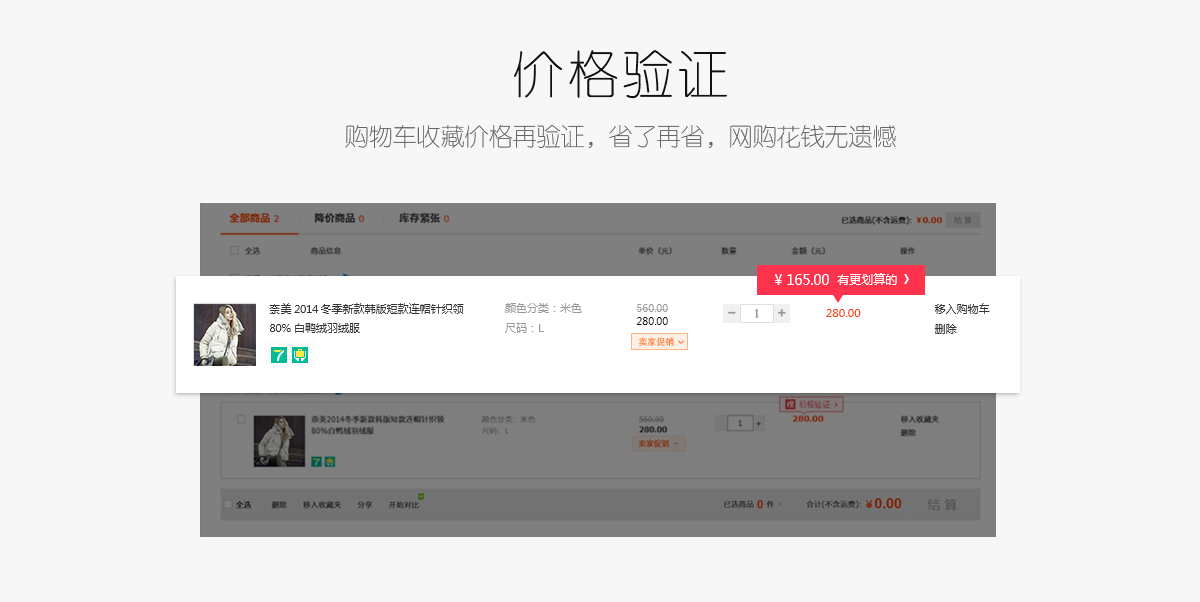 价格验证
购物车收藏价格再验证，省了再省，网购花钱无遗憾
全部商品 2 降价商品 0 库存紧张 0 已选商品(不含运费): ¥0.00 结 算
全选 商品信息 单价（元） 数量 金额（元） 操作
¥ 165.00 有更划算的 》
奈美 2014 冬季新款韩版短款连帽针织领 颜色分类：米色 560.00 − 1 + 280.00 移入购物车
80% 白鸭绒羽绒服 尺码：L 280.00 删除
7 卖家促销
价格验证 >
奈美2014冬季新款韩版短款连帽针织领 颜色分类：米色 560.00 1 + 280.00 移入收藏夹
80%白鸭绒羽绒服 尺码：L 280.00 删除
7 卖家促销
全选 删除 移入收藏夹 分享 开始对比 已选商品 0 件 合计(不含运费): ¥0.00 结 算